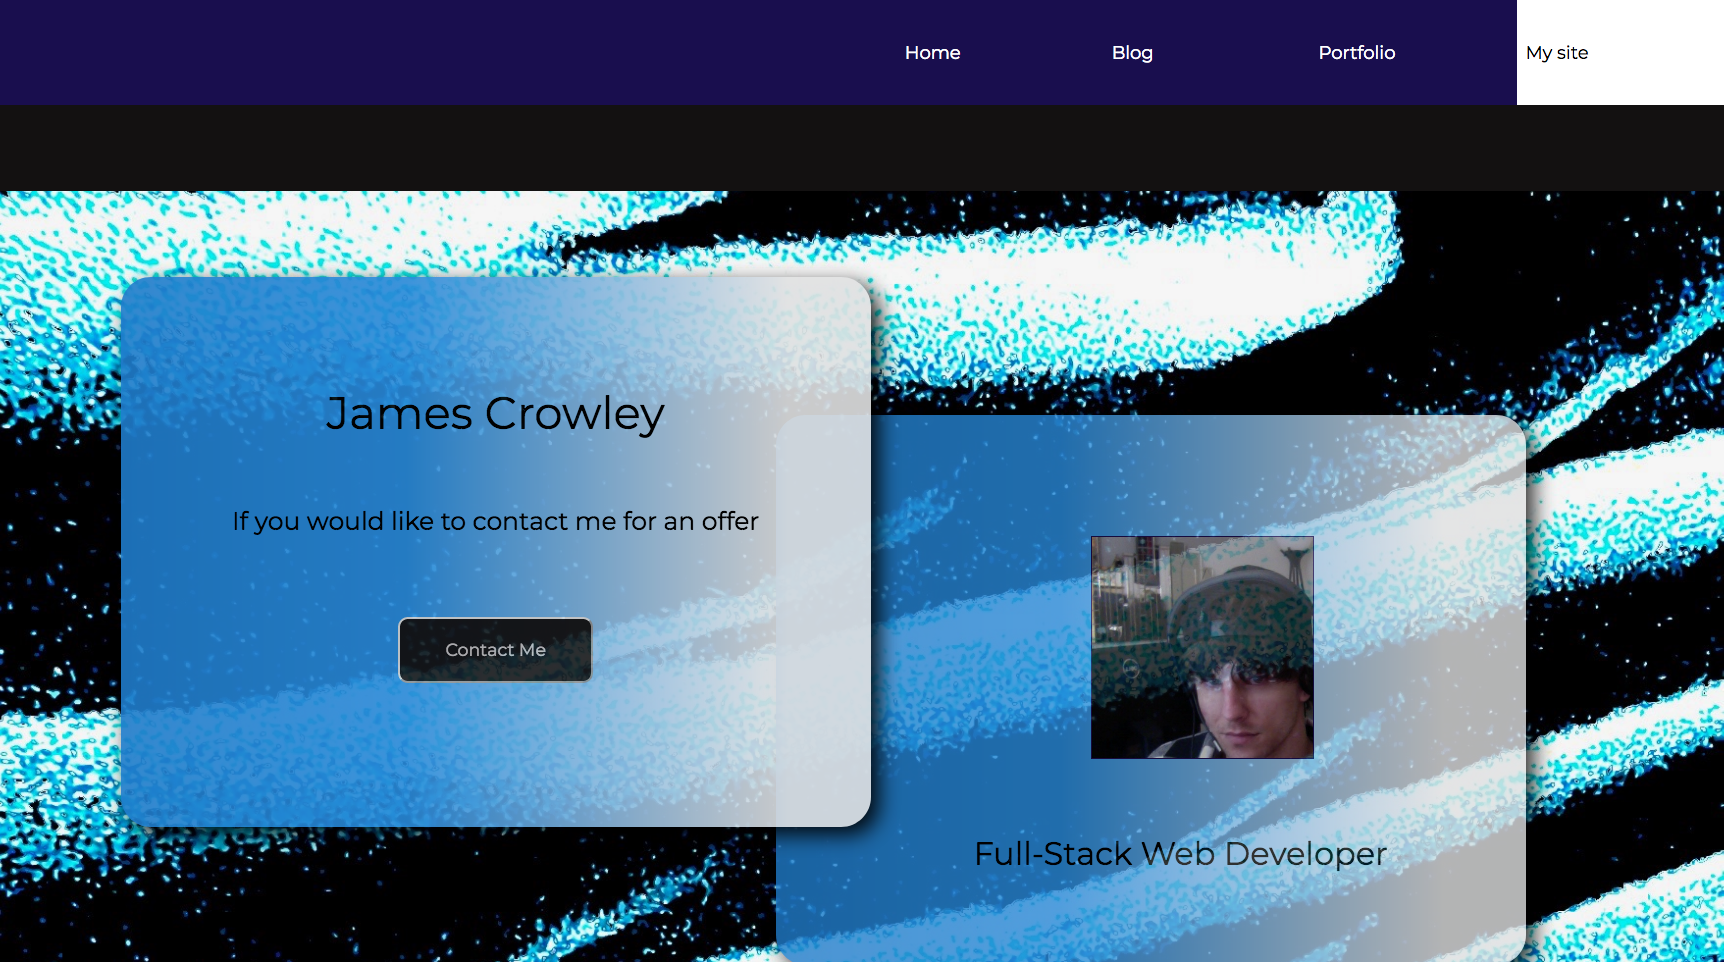 Home Blog Portfolio My site
James Crowley
If you would like to contact me for an offer
Contact Me
Full-Stack Web Developer